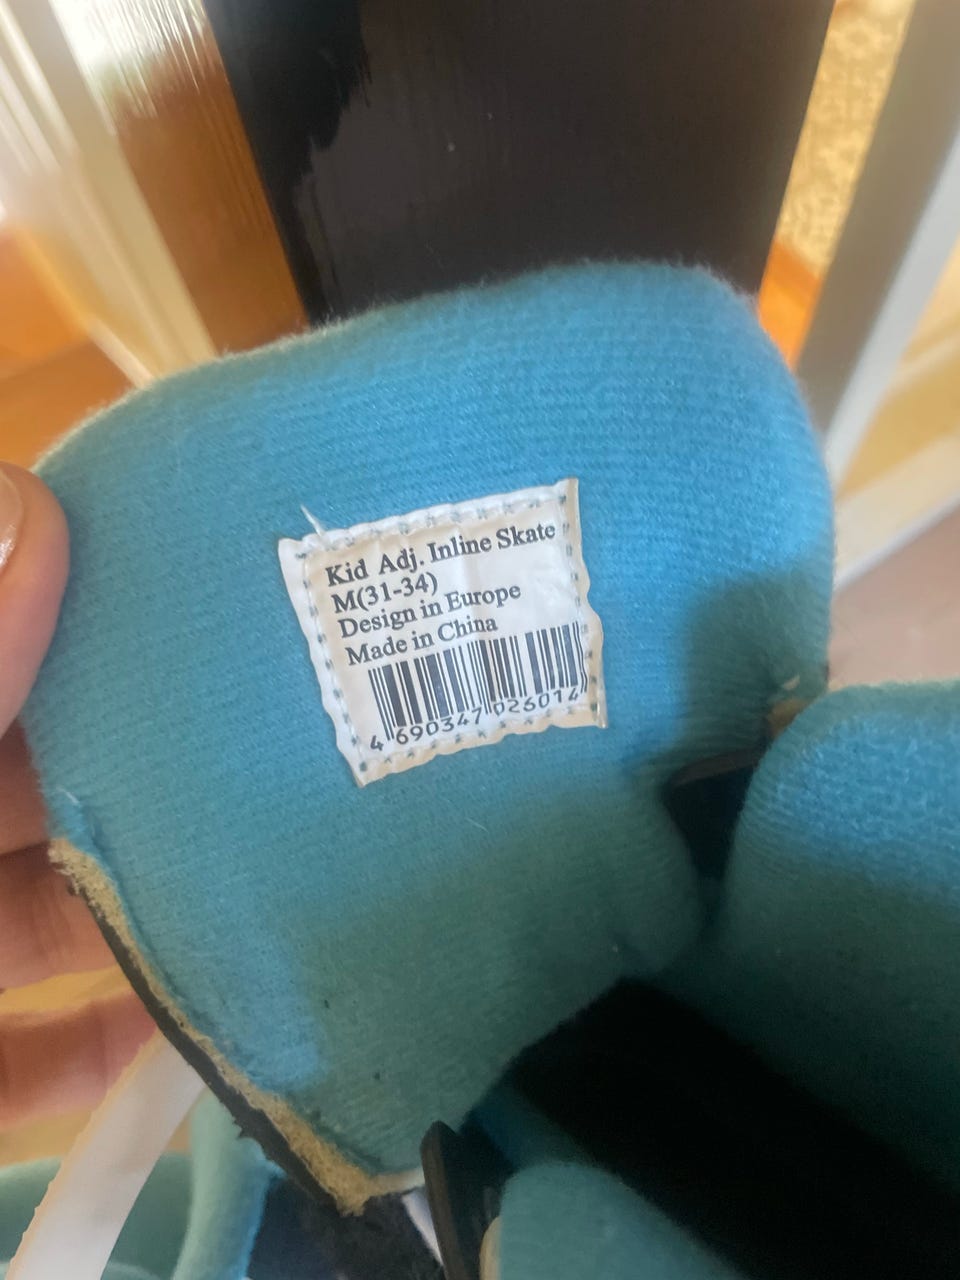 Kid Adj. Inline Skate
M(31-34)
Design in Europe
Made in China
4 690347 026014